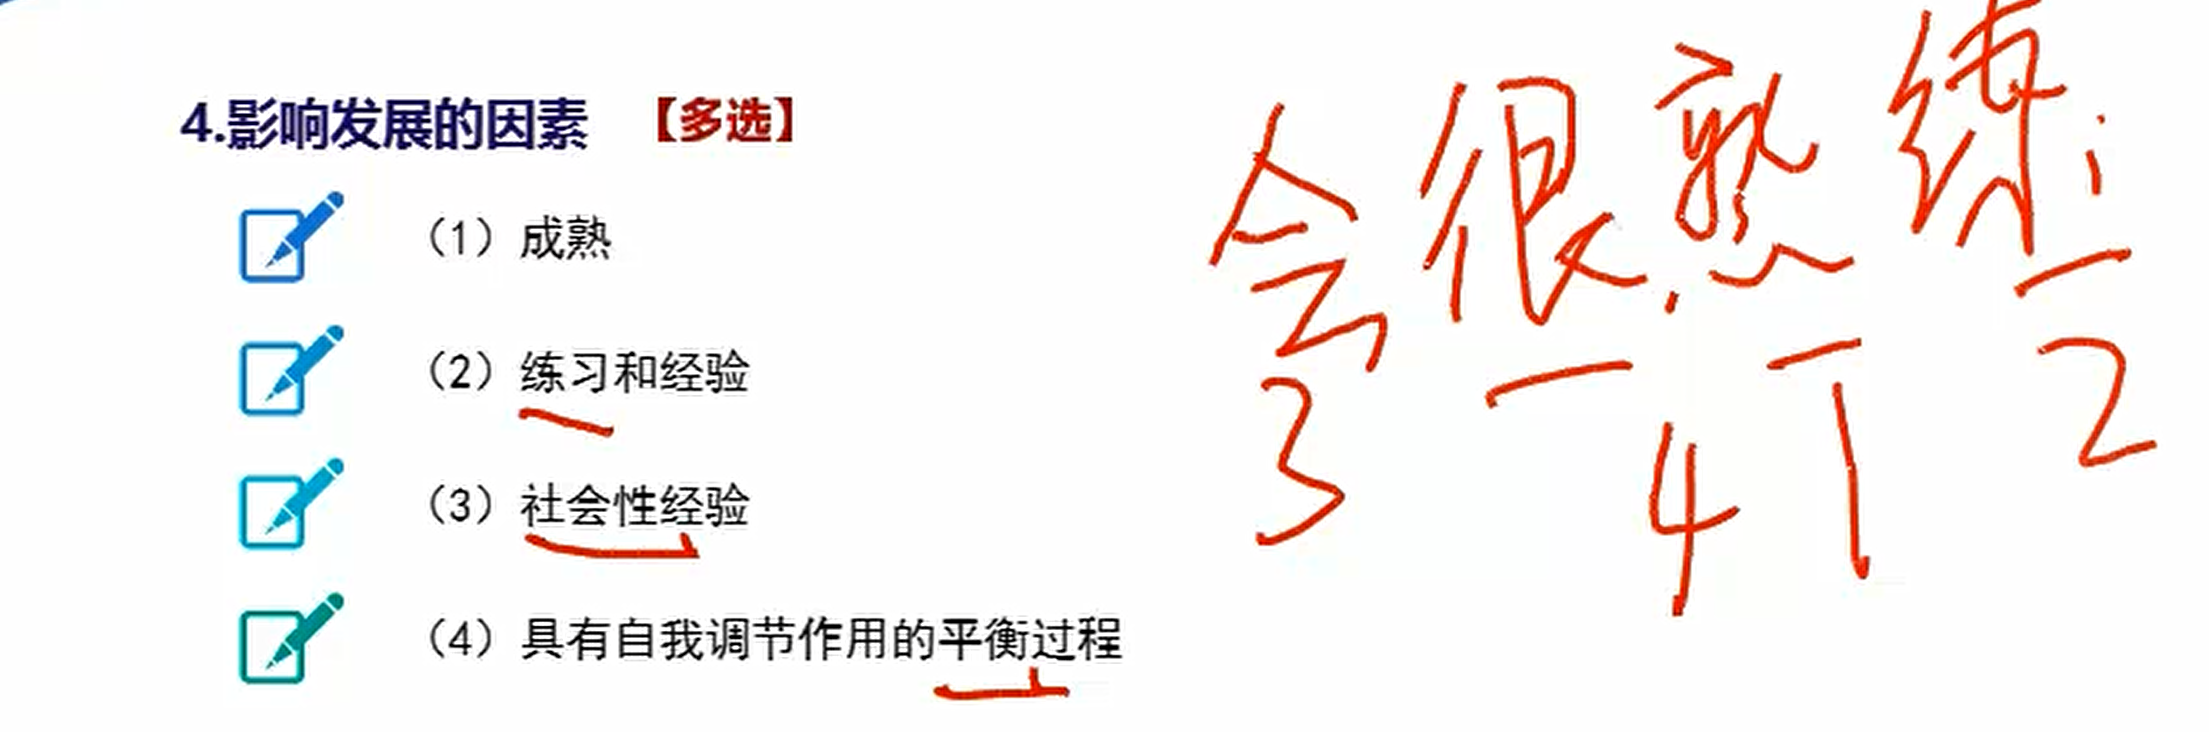 4.影响发展的因素 【多选】
(1) 成熟
(2) 练习和经验
(3) 社会性经验
(4) 具有自我调节作用的平衡过程
会很熟练
3 4 1 2